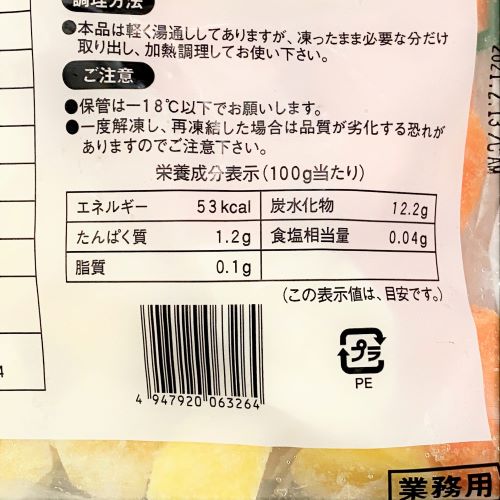 調理方法
●本品は軽く湯通ししてありますが、凍ったまま必要な分だけ
取り出し、加熱調理してお使い下さい。
ご注意
●保管は－18℃以下でお願いします。
●一度解凍し、再凍結した場合は品質が劣化する恐れが
ありますのでご注意下さい。
栄養成分表示(100g当たり)
エネルギー 53kcal 炭水化物 12.2g
たんぱく質 1.2g 食塩相当量 0.04g
脂質 0.1g
(この表示値は、目安です。)
4 947920 063264
プラ
PE
業務用